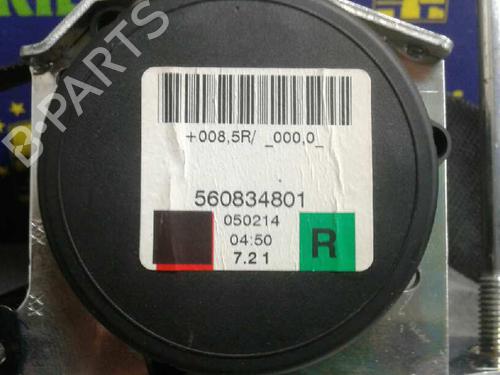 B-PARTS
+008,5R/ _000,0_
560834801
050214
04:50
7.2 1
R